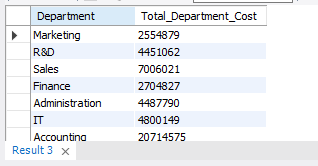 Department Total_Department_Cost
Marketing 2554879
R&D 4451062
Sales 7006021
Finance 2704827
Administration 4487790
IT 4800149
Accounting 20714575
Result 3 ×